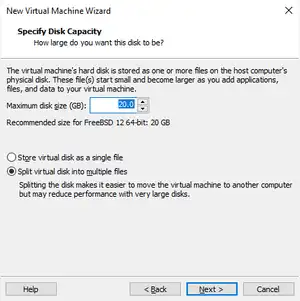 New Virtual Machine Wizard
Specify Disk Capacity
How large do you want this disk to be?
The virtual machine's hard disk is stored as one or more files on the host computer's
physical disk. These file(s) start small and become larger as you add applications,
files, and data to your virtual machine.
Maximum disk size (GB): 20.0
Recommended size for FreeBSD 12 64-bit: 20 GB
Store virtual disk as a single file
Split virtual disk into multiple files
Splitting the disk makes it easier to move the virtual machine to another computer
but may reduce performance with very large disks.
Help < Back Next > Cancel